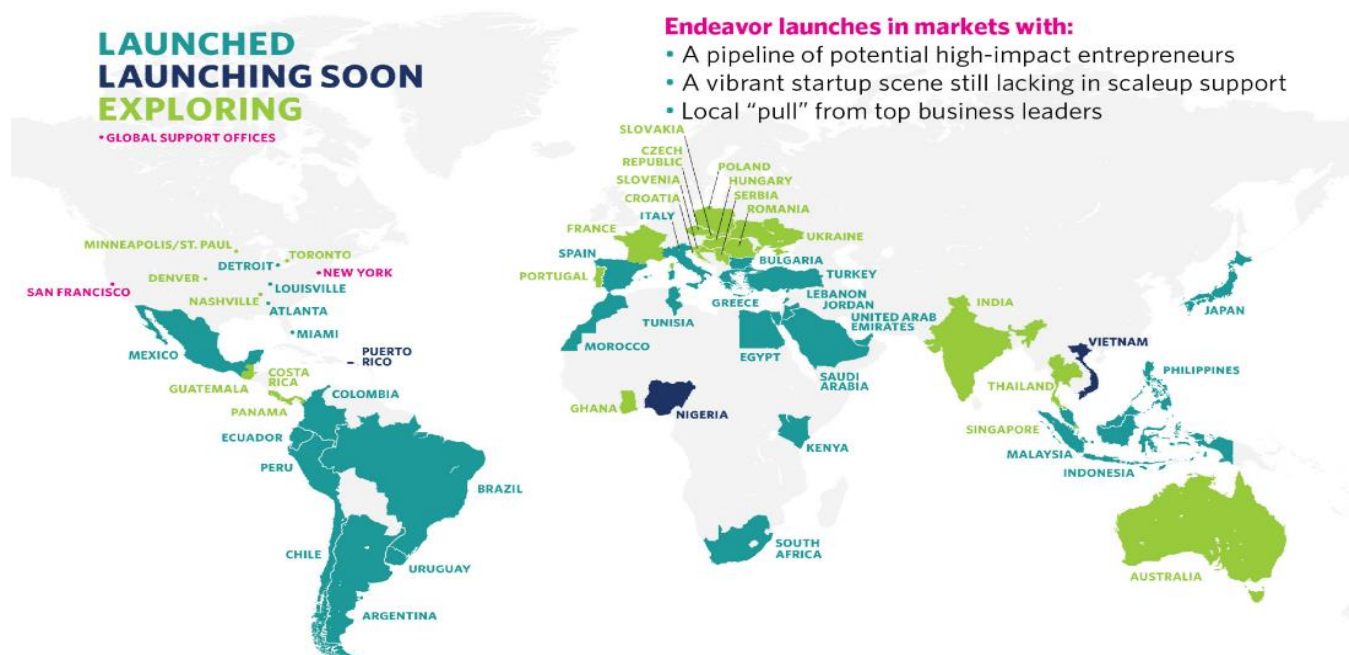 LAUNCHED
LAUNCHING SOON
EXPLORING
• GLOBAL SUPPORT OFFICES
Endeavor launches in markets with:
• A pipeline of potential high-impact entrepreneurs
• A vibrant startup scene still lacking in scaleup support
• Local “pull” from top business leaders
MINNEAPOLIS/ST. PAUL
TORONTO
DETROIT
NEW YORK
DENVER
LOUISVILLE
SAN FRANCISCO
NASHVILLE
ATLANTA
MIAMI
MEXICO
PUERTO
RICO
GUATEMALA
COSTA
RICA
PANAMA
COLOMBIA
ECUADOR
PERU
BRAZIL
CHILE
URUGUAY
ARGENTINA
SLOVAKIA
CZECH
REPUBLIC
POLAND
SLOVENIA
HUNGARY
CROATIA
SERBIA
ITALY
ROMANIA
FRANCE
UKRAINE
SPAIN
BULGARIA
PORTUGAL
TURKEY
GREECE
LEBANON
JORDAN
TUNISIA
UNITED ARAB
EMIRATES
MOROCCO
EGYPT
SAUDI
ARABIA
GHANA
NIGERIA
KENYA
SOUTH
AFRICA
INDIA
JAPAN
VIETNAM
PHILIPPINES
THAILAND
SINGAPORE
MALAYSIA
INDONESIA
AUSTRALIA